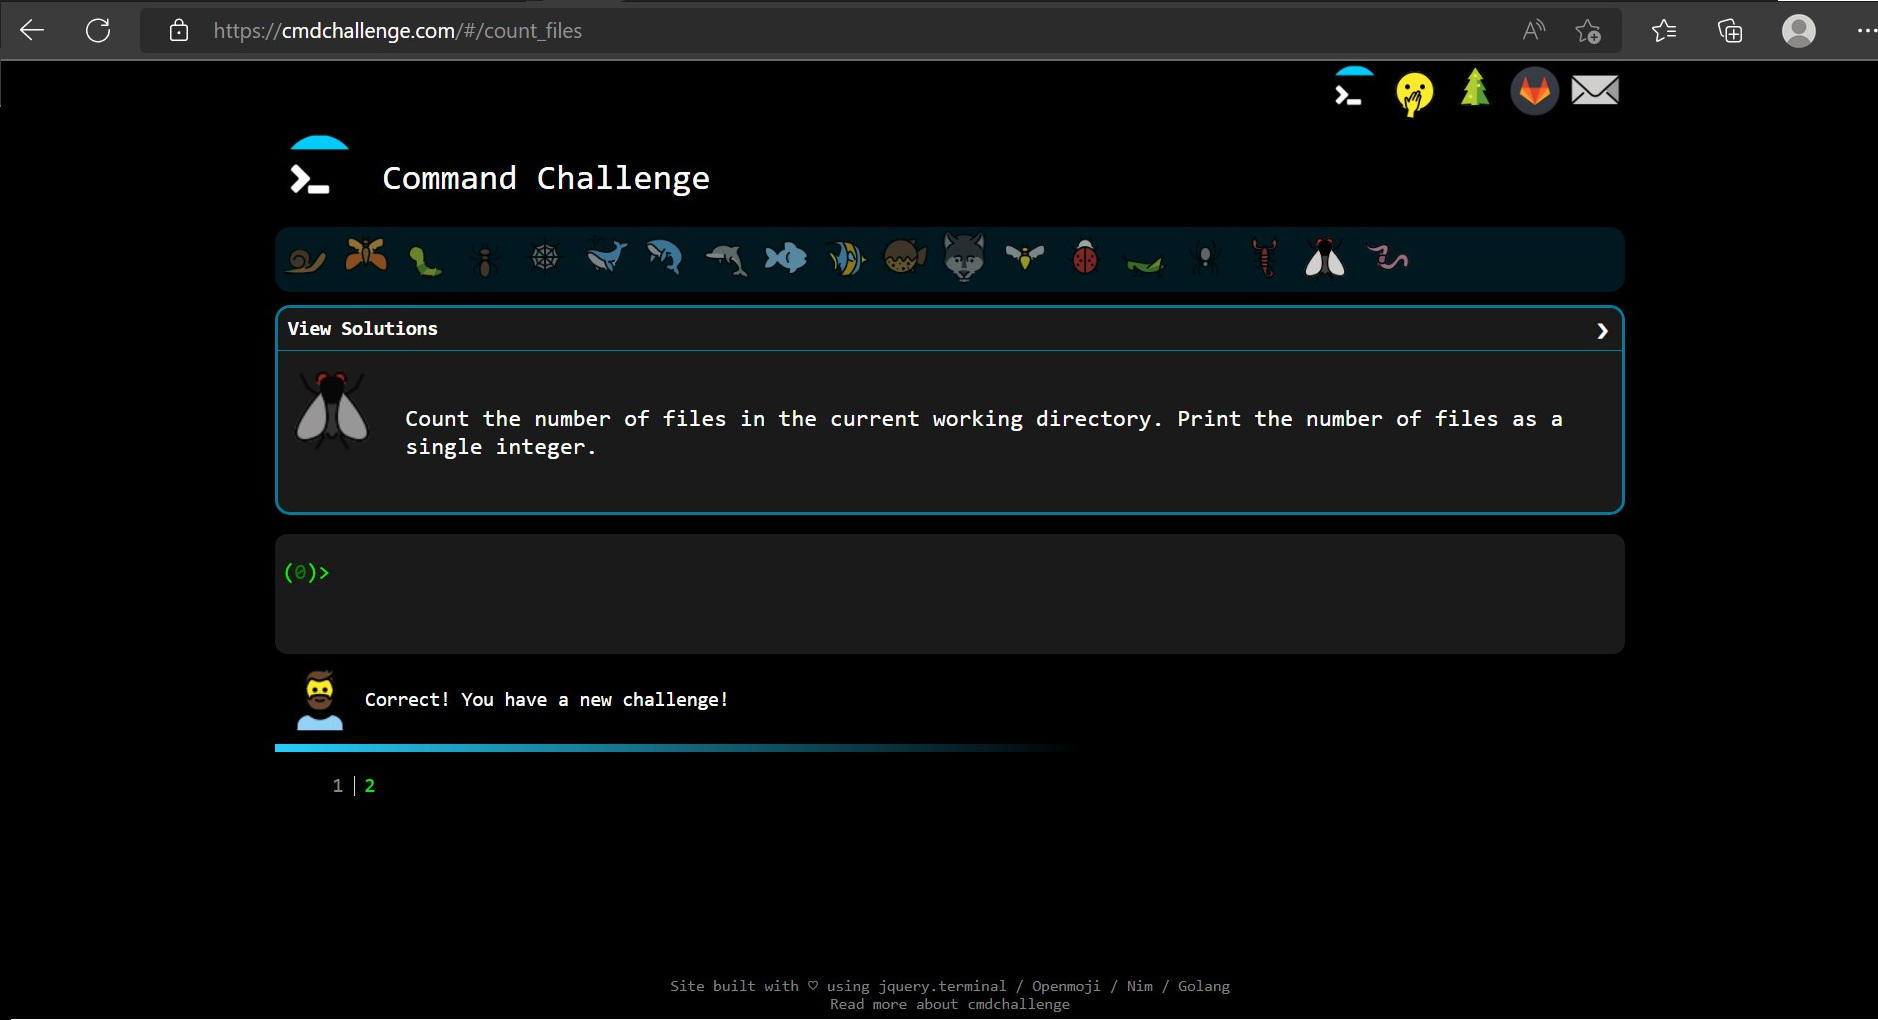 https://cmdchallenge.com/#/count_files
Command Challenge
View Solutions
Count the number of files in the current working directory. Print the number of files as a
single integer.
(0)>
Correct! You have a new challenge!
1 | 2
Site built with ♡ using jquery.terminal / Openmoji / Nim / Golang
Read more about cmdchallenge